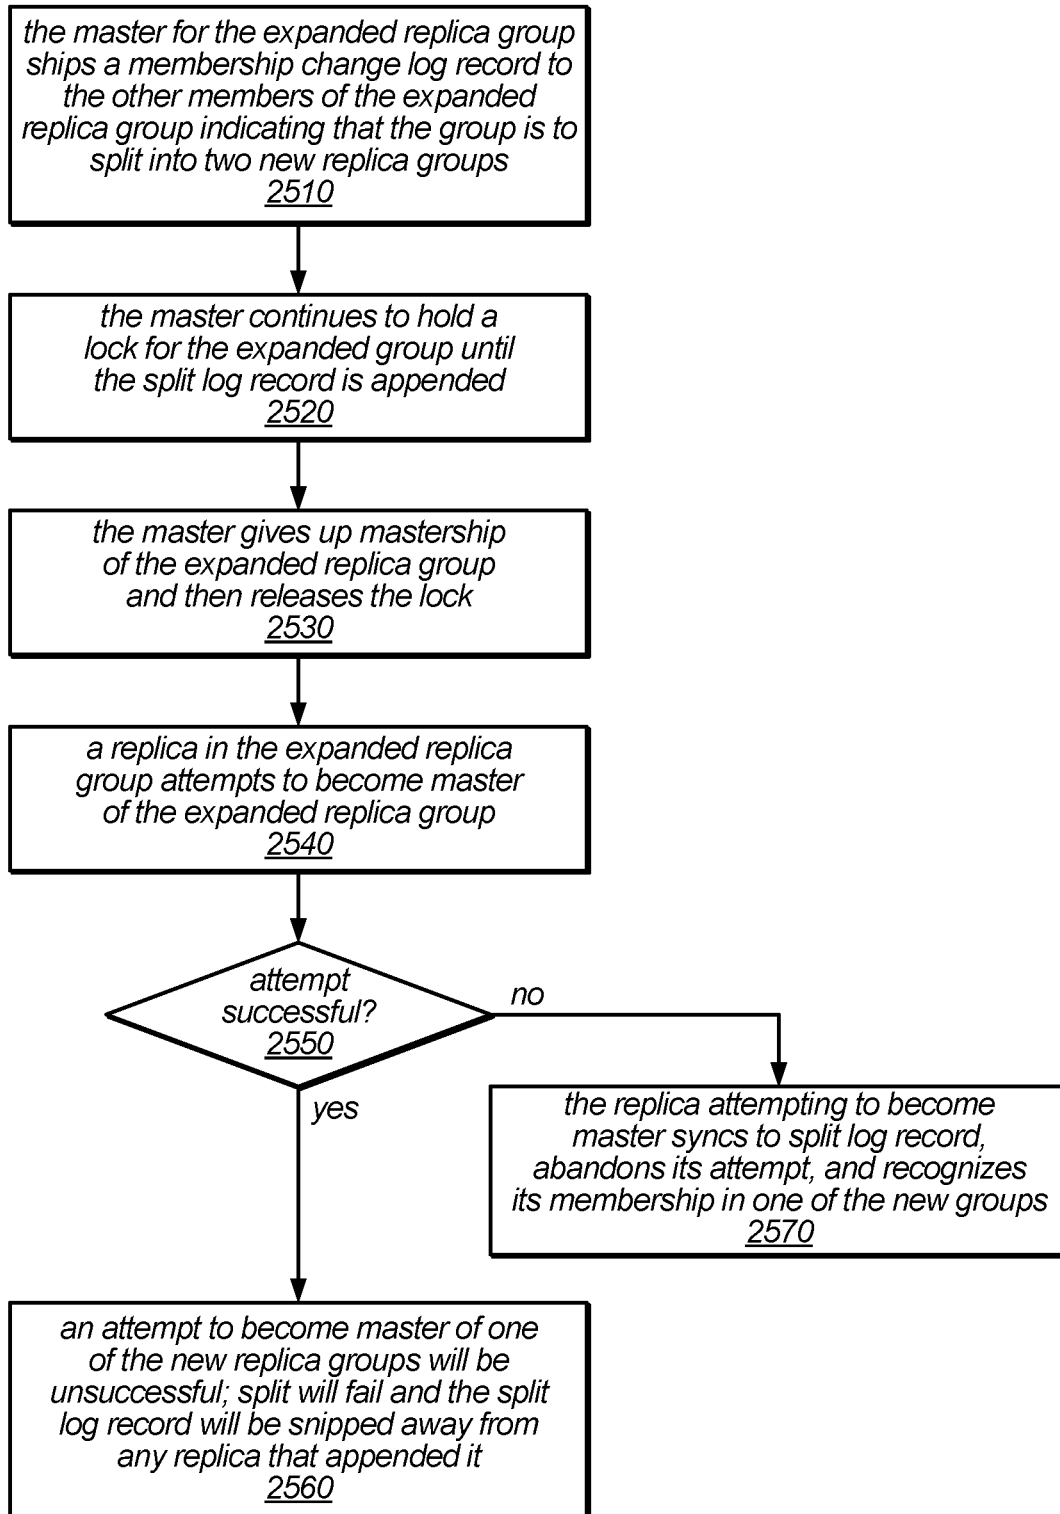 the master for the expanded replica group
ships a membership change log record to
the other members of the expanded
replica group indicating that the group is to
split into two new replica groups
2510
the master continues to hold a
lock for the expanded group until
the split log record is appended
2520
the master gives up mastership
of the expanded replica group
and then releases the lock
2530
a replica in the expanded replica
group attempts to become master
of the expanded replica group
2540
attempt
successful?
2550
no
yes
the replica attempting to become
master syncs to split log record,
abandons its attempt, and recognizes
its membership in one of the new groups
2570
an attempt to become master of one
of the new replica groups will be
unsuccessful; split will fail and the split
log record will be snipped away from
any replica that appended it
2560